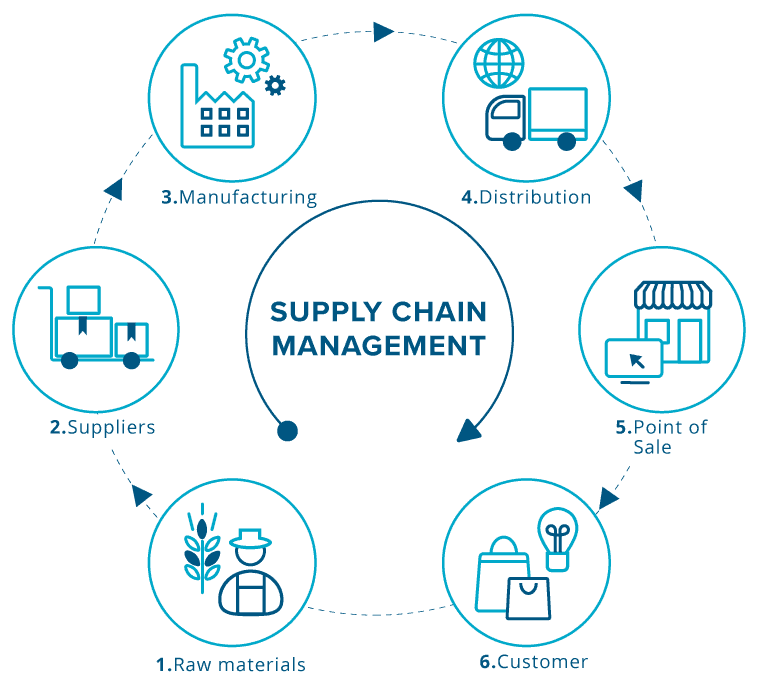 3.Manufacturing
4.Distribution
SUPPLY CHAIN
MANAGEMENT
2.Suppliers
5.Point of
Sale
1.Raw materials
6.Customer